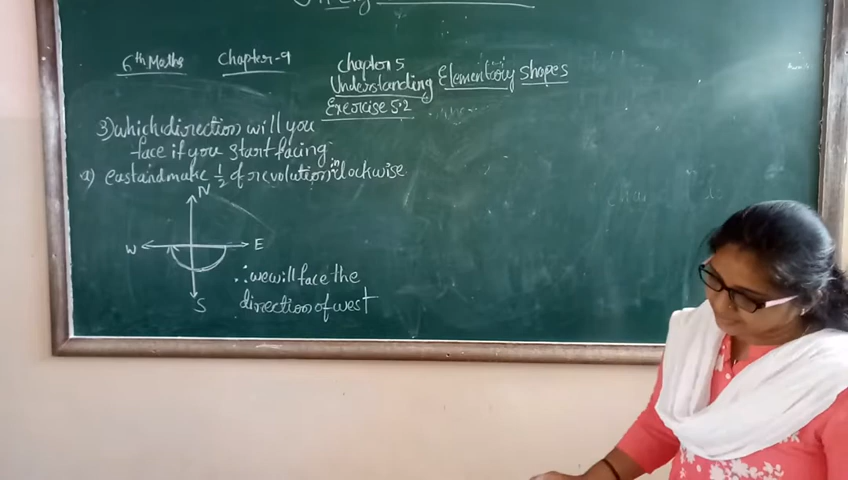 6th Maths
Chapter-9
chapter 5
Understanding Elementary shapes
Exercise 5.2
3) which direction will you
face if you start facing
a) east and make 1/2 of revolution in clockwise
N
W
E
S
∴ we will face the
direction of west